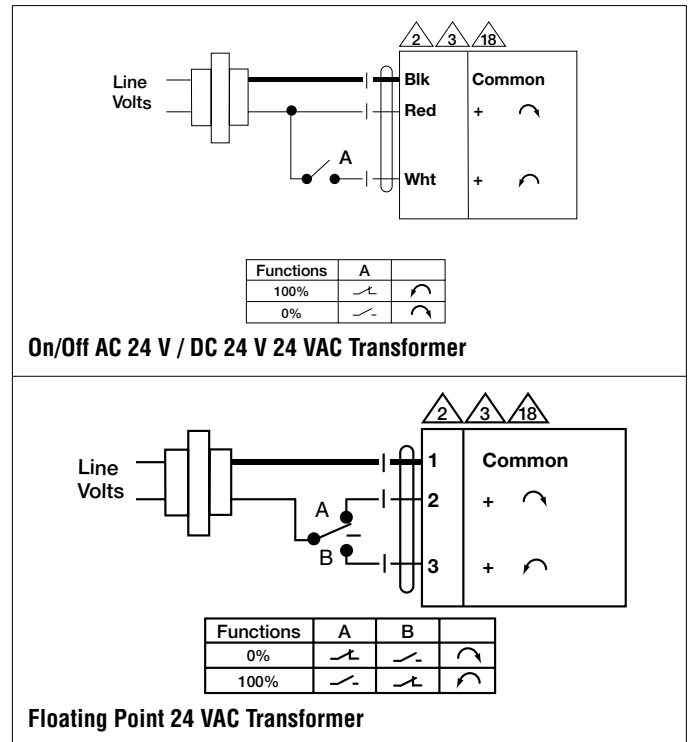 2 3 18
Line Volts
Blk Common
Red +
A
Wht +
Functions A
100%
0%
On/Off AC 24 V / DC 24 V 24 VAC Transformer
2 3 18
Line Volts
1 Common
2 +
A
B
3 +
Functions A B
0%
100%
Floating Point 24 VAC Transformer